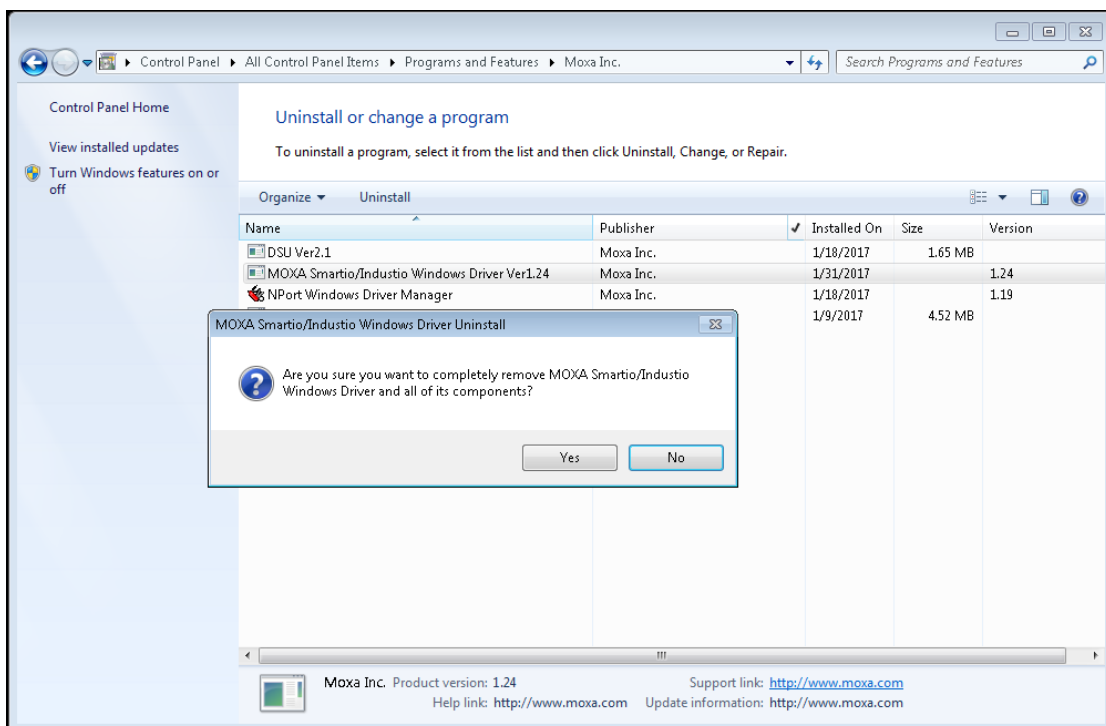 Control Panel ▸ All Control Panel Items ▸ Programs and Features ▸ Moxa Inc.
Search Programs and Features
Control Panel Home
View installed updates
Turn Windows features on or
off
Uninstall or change a program
To uninstall a program, select it from the list and then click Uninstall, Change, or Repair.
Organize Uninstall
Name Publisher Installed On Size Version
DSU Ver2.1 Moxa Inc. 1/18/2017 1.65 MB
MOXA Smartio/Industio Windows Driver Ver1.24 Moxa Inc. 1/31/2017 1.24
NPort Windows Driver Manager Moxa Inc. 1/18/2017 1.19
1/9/2017 4.52 MB
MOXA Smartio/Industio Windows Driver Uninstall
Are you sure you want to completely remove MOXA Smartio/Industio
Windows Driver and all of its components?
Yes No
Moxa Inc. Product version: 1.24 Support link: http://www.moxa.com
Help link: http://www.moxa.com Update information: http://www.moxa.com